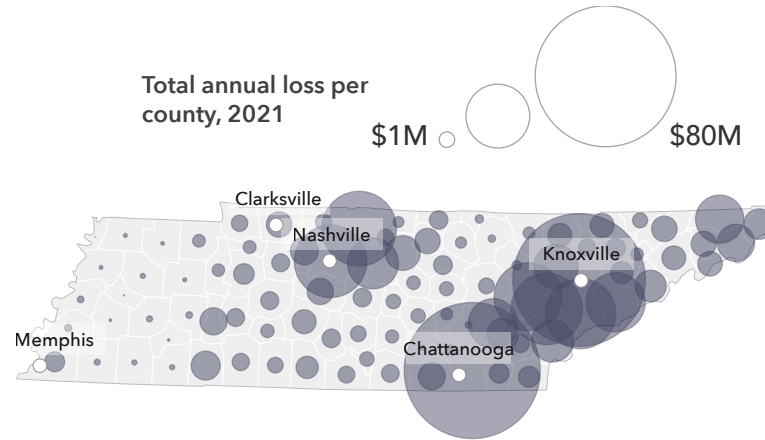 Total annual loss per
county, 2021
$1M
$80M
Clarksville
Nashville
Knoxville
Memphis
Chattanooga